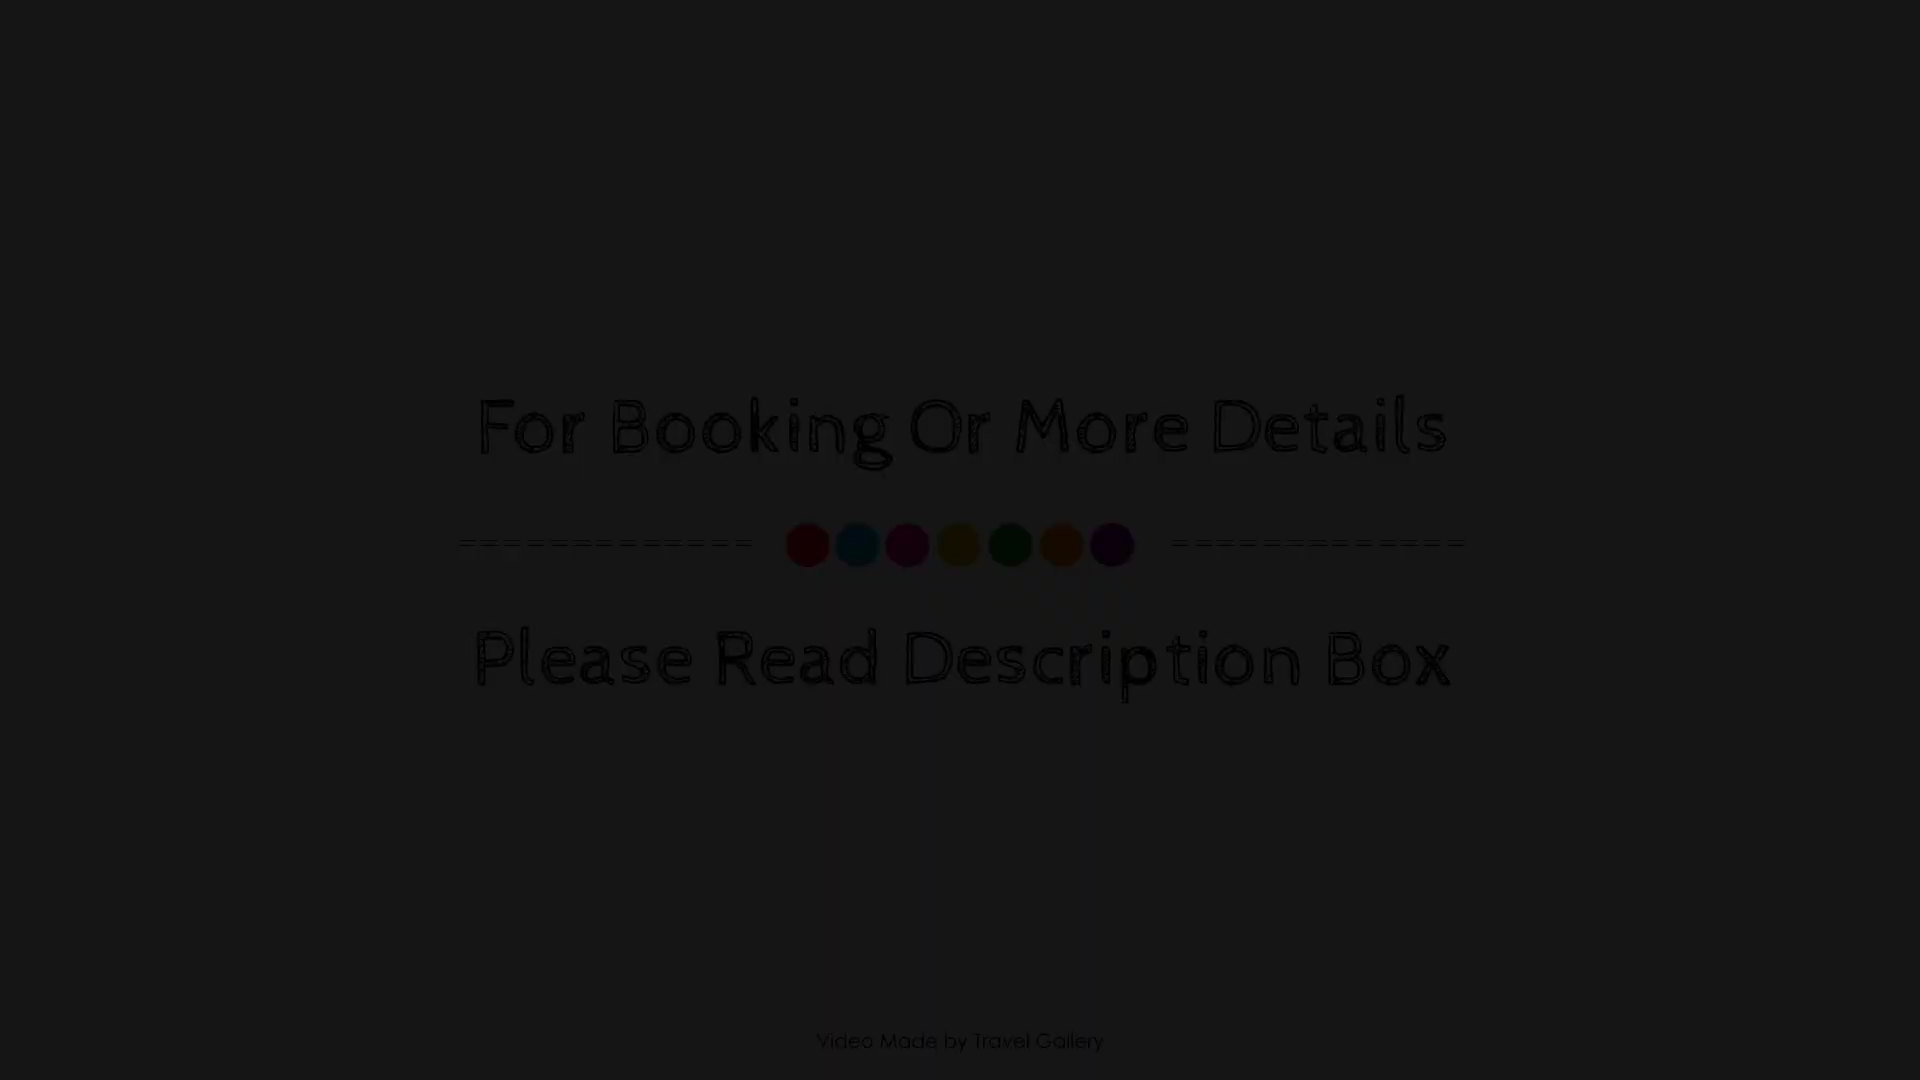 For Booking Or More Details
============= =============
Please Read Description Box
Video Made by Travel Gallery